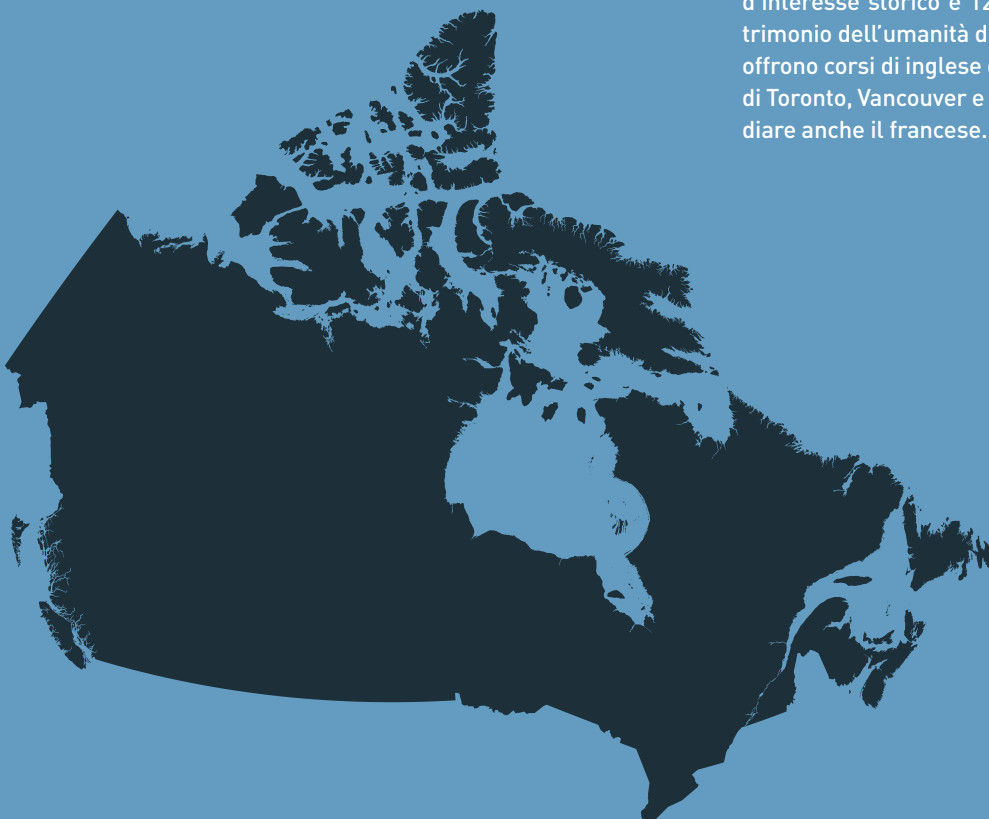 d'interesse storico e 12
trimonio dell'umanità d
offrono corsi di inglese
di Toronto, Vancouver e
diare anche il francese.